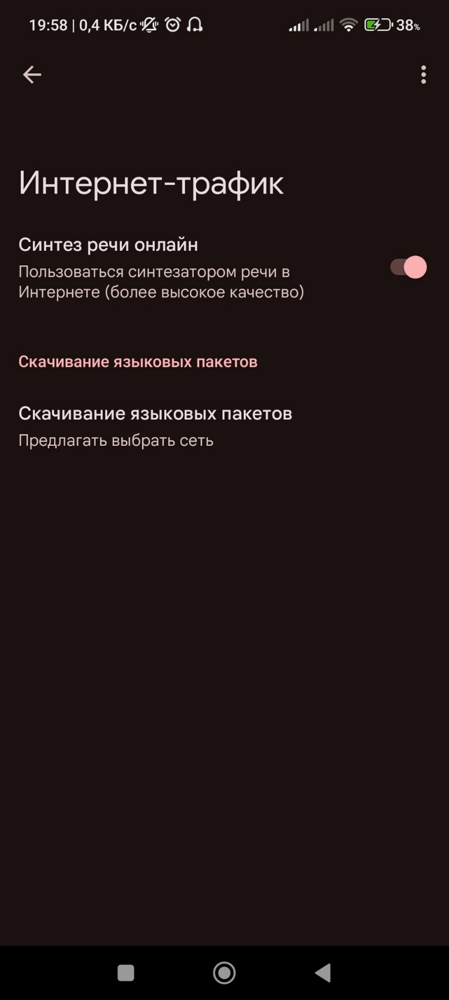 19:58 | 0,4 КБ/с 38%
Интернет-трафик
Синтез речи онлайн
Пользоваться синтезатором речи в
Интернете (более высокое качество)
Скачивание языковых пакетов
Скачивание языковых пакетов
Предлагать выбрать сеть